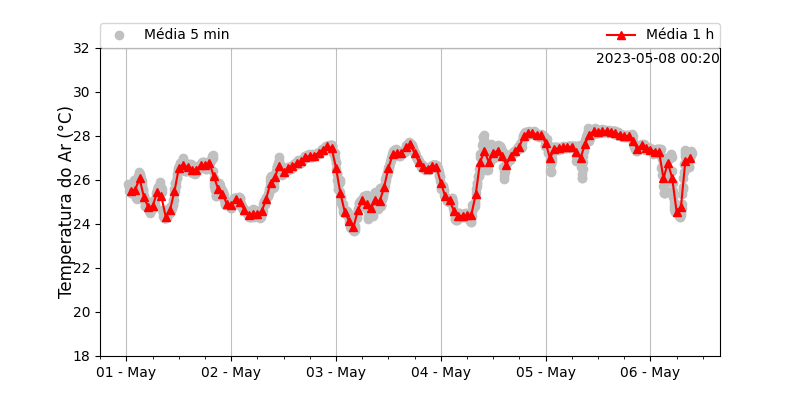 Média 5 min
Média 1 h
2023-05-08 00:20
Temperatura do Ar (°C)
32
30
28
26
24
22
20
18
01 - May
02 - May
03 - May
04 - May
05 - May
06 - May